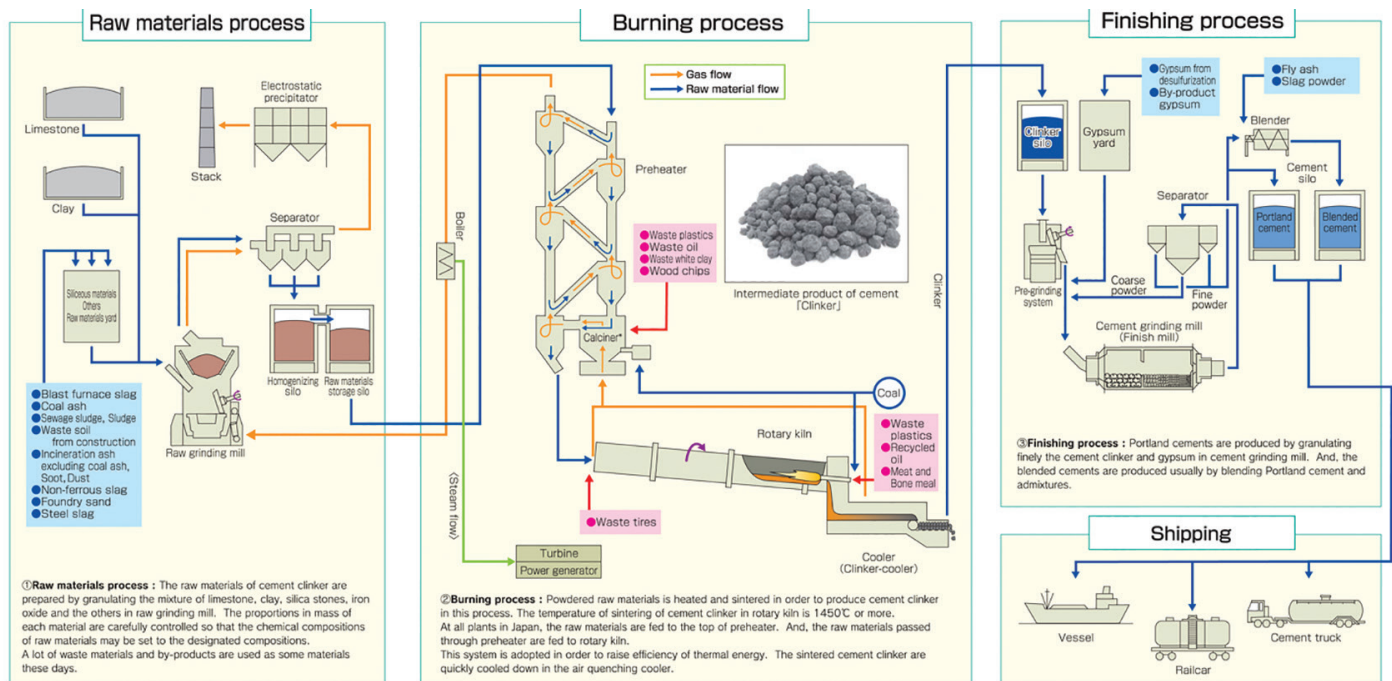 Raw materials process
Limestone
Clay
Electrostatic
precipitator
Stack
Separator
Siliceous materials
Others
Raw materials yard
Homogenizing
silo
Raw materials
storage silo
Raw grinding mill
●Blast furnace slag
●Coal ash
●Sewage sludge, Sludge
●Waste soil
from construction
●Incineration ash
excluding coal ash,
Soot, Dust
●Non-ferrous slag
●Foundry sand
●Steel slag
①Raw materials process : The raw materials of cement clinker are
prepared by granulating the mixture of limestone, clay, silica stones, iron
oxide and the others in raw grinding mill. The proportions in mass of
each material are carefully controlled so that the chemical compositions
of raw materials may be set to the designated compositions.
A lot of waste materials and by-products are used as some materials
these days.
Burning process
Gas flow
Raw material flow
Preheater
Boiler
●Waste plastics
●Waste oil
●Waste white clay
●Wood chips
Intermediate product of cement
「Clinker」
Calciner*
Clinker
Coal
Rotary kiln
●Waste
plastics
●Recycled
oil
●Meat and
Bone meal
●Waste tires
〈Steam flow〉
Turbine
Power generator
Cooler
(Clinker-cooler)
②Burning process : Powdered raw materials is heated and sintered in order to produce cement clinker
in this process. The temperature of sintering of cement clinker in rotary kiln is 1450℃ or more.
At all plants in Japan, the raw materials are fed to the top of preheater. And, the raw materials passed
through preheater are fed to rotary kiln.
This system is adopted in order to raise efficiency of thermal energy. The sintered cement clinker are
quickly cooled down in the air quenching cooler.
Finishing process
●Gypsum from
desulfurization
●By-product
gypsum
●Fly ash
●Slag powder
Clinker
silo
Gypsum
yard
Blender
Cement
silo
Separator
Portland
cement
Blended
cement
Pre-grinding
system
Coarse
powder
Fine
powder
Cement grinding mill
(Finish mill)
③Finishing process : Portland cements are produced by granulating
finely the cement clinker and gypsum in cement grinding mill. And, the
blended cements are produced usually by blending Portland cement and
admixtures.
Shipping
Vessel
Railcar
Cement truck